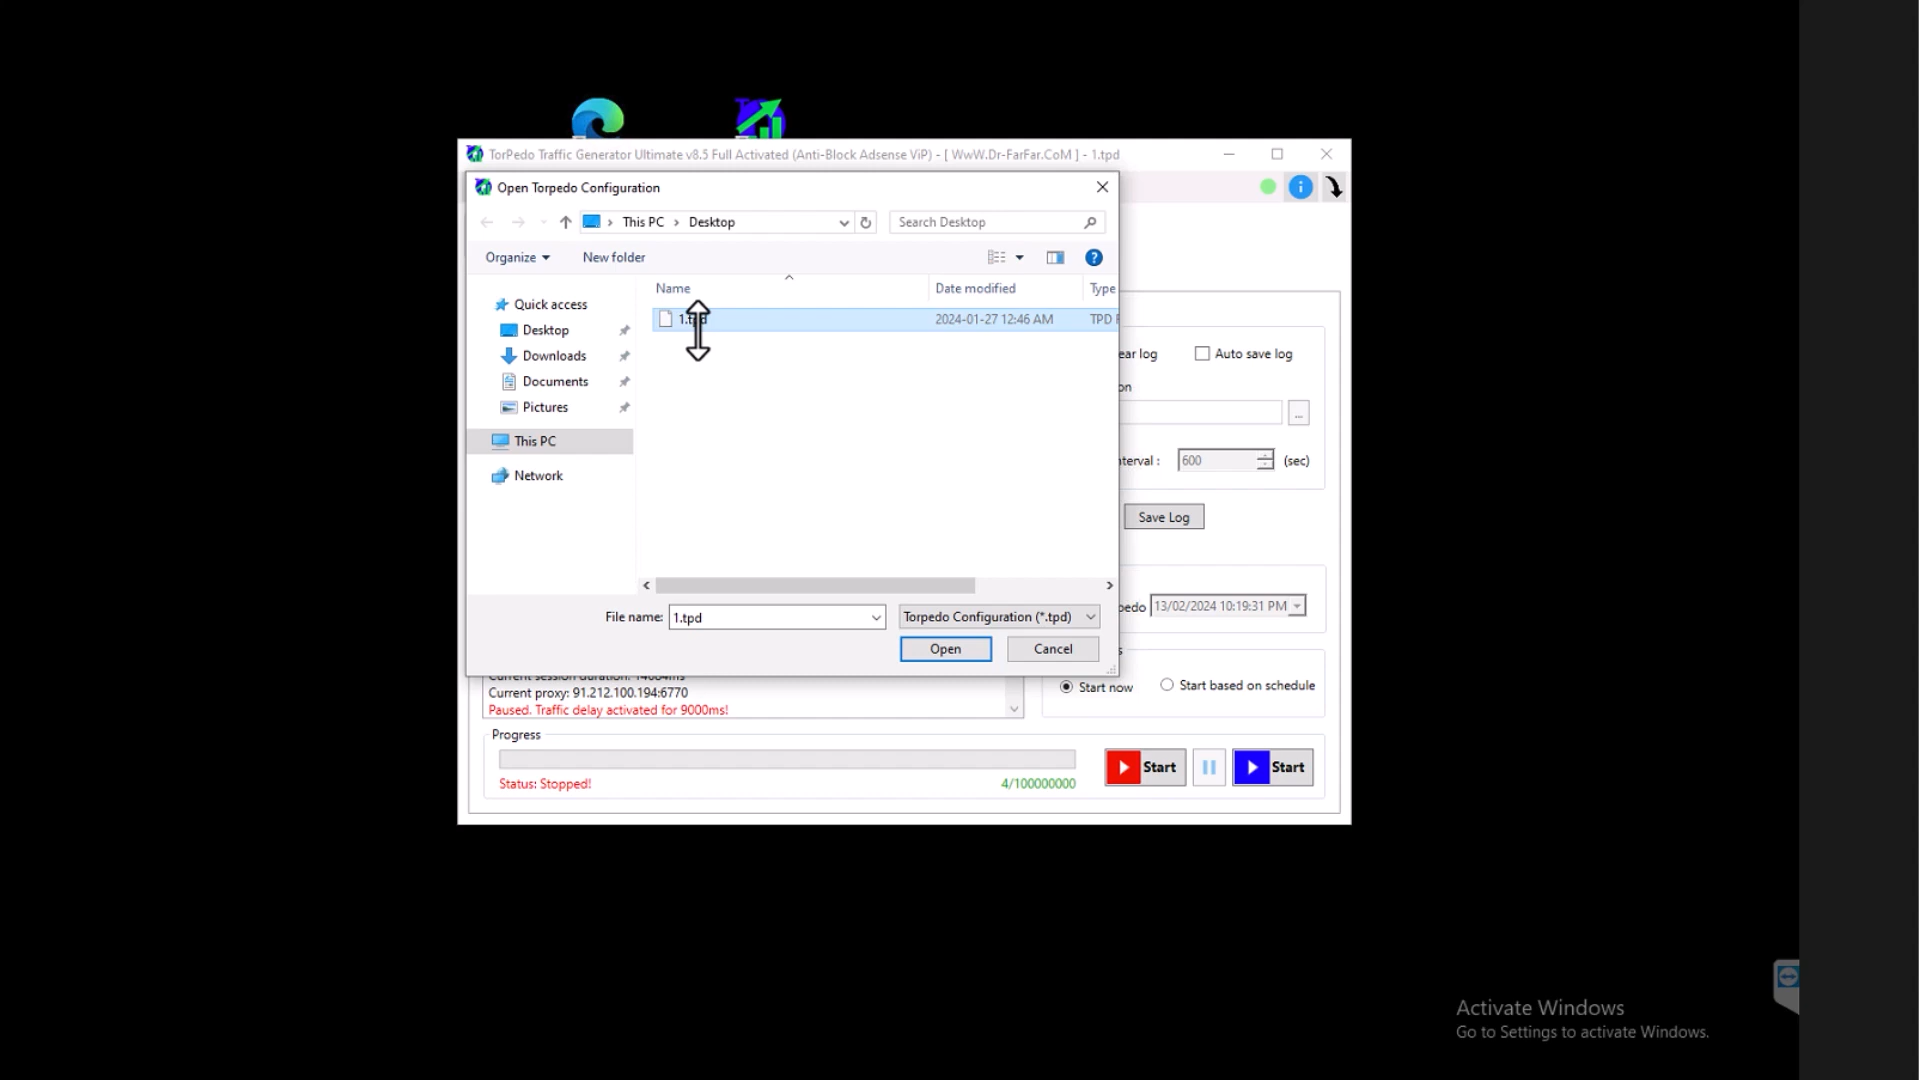 TorPedo Traffic Generator Ultimate v8.5 Full Activated (Anti-Block Adsense ViP) - [ WwW.Dr-FarFar.CoM ] - 1.tpd
Open Torpedo Configuration
This PC > Desktop
Search Desktop
Organize
New folder
Name
Date modified
Type
Quick access
1.tpd
2024-01-27 12:46 AM
TPD
Desktop
Downloads
Documents
Pictures
This PC
Network
Auto save log
log
...
600
(sec)
Save Log
13/02/2024 10:19:31 PM
File name:
1.tpd
Torpedo Configuration (*.tpd)
Open
Cancel
Start now
Start based on schedule
Current proxy: 91.212.100.194:6770
Paused. Traffic delay activated for 9000ms!
Progress
Status: Stopped!
4/100000000
Start
Start
Activate Windows
Go to Settings to activate Windows.